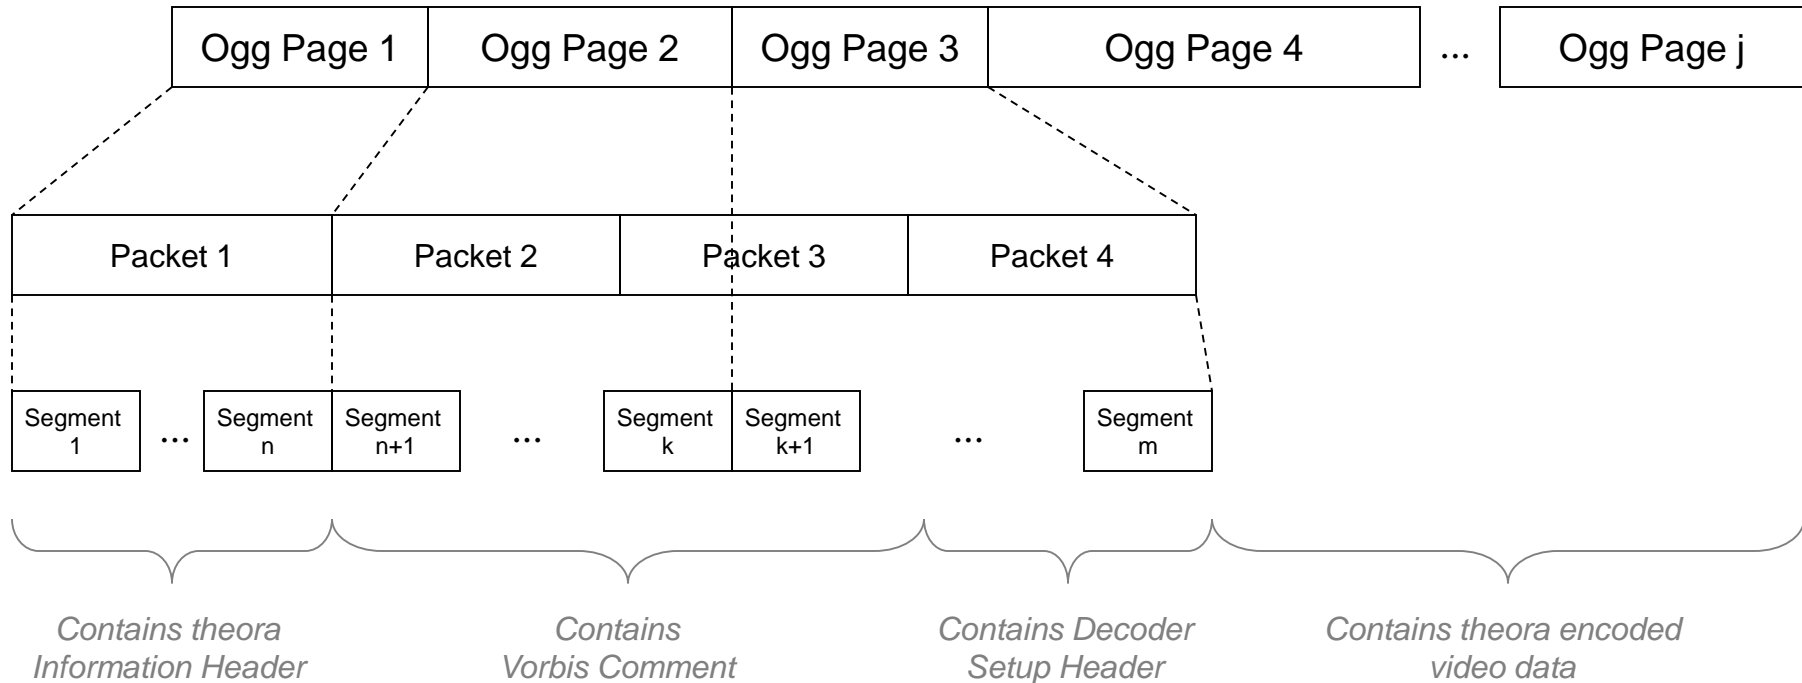 Ogg Page 1 Ogg Page 2 Ogg Page 3 Ogg Page 4 ... Ogg Page j
Packet 1 Packet 2 Packet 3 Packet 4
Segment 1 ... Segment n Segment n+1 ... Segment k Segment k+1 ... Segment m
Contains theora
Information Header
Contains
Vorbis Comment
Contains Decoder
Setup Header
Contains theora encoded
video data